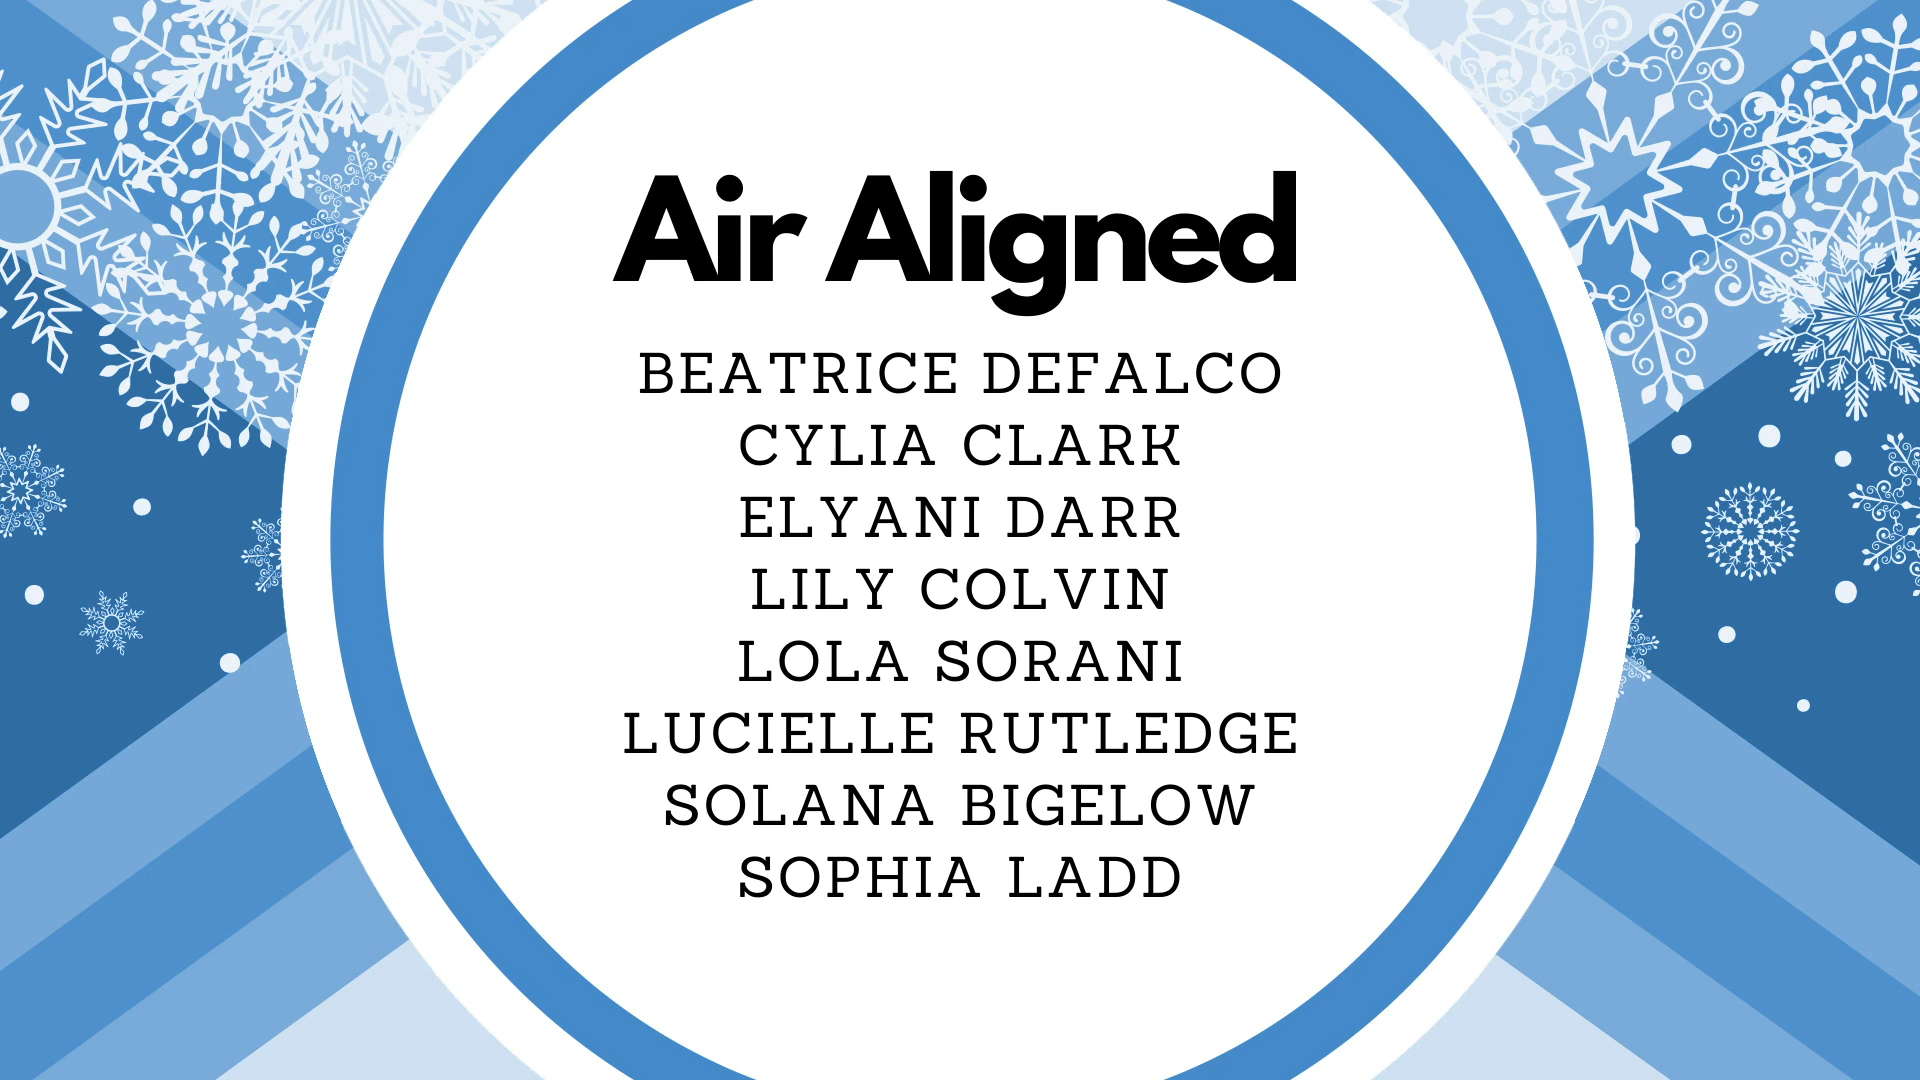 Air Aligned
BEATRICE DEFALCO
CYLIA CLARK
ELYANI DARR
LILY COLVIN
LOLA SORANI
LUCIELLE RUTLEDGE
SOLANA BIGELOW
SOPHIA LADD